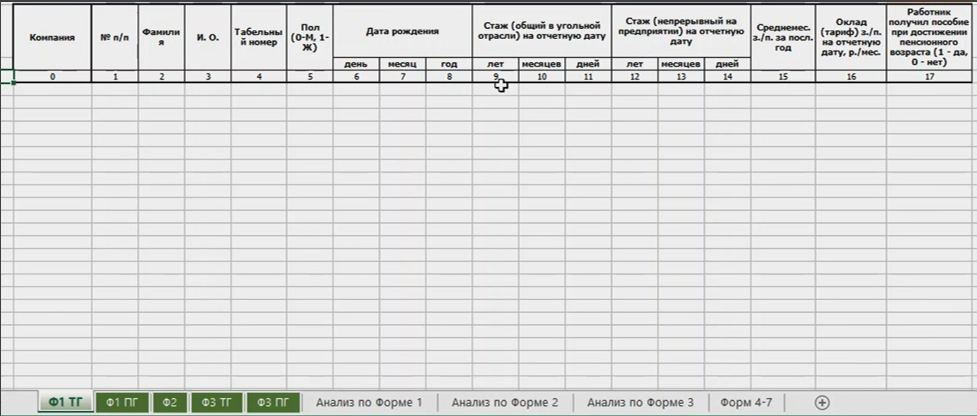 Компания
№ п/п
Фамили
я
И. О.
Табельны
й номер
Пол
(0-М, 1-
Ж)
Дата рождения
Стаж (общий в угольной
отрасли) на отчетную дату
Стаж (непрерывный на
предприятии) на отчетную
дату
Среднемес.
з./п. за посл.
год
Оклад
(тариф) з./п.
на отчетную
дату, р./мес.
Работник
получил пособие
при достижении
пенсионного
возраста (1 - да,
0 - нет)
день месяц год лет месяцев дней лет месяцев дней
0 1 2 3 4 5 6 7 8 9 10 11 12 13 14 15 16 17
Ф1 ТГ Ф1 ПГ Ф2 Ф3 ТГ Ф3 ПГ Анализ по Форме 1 Анализ по Форме 2 Анализ по Форме 3 Форм 4-7